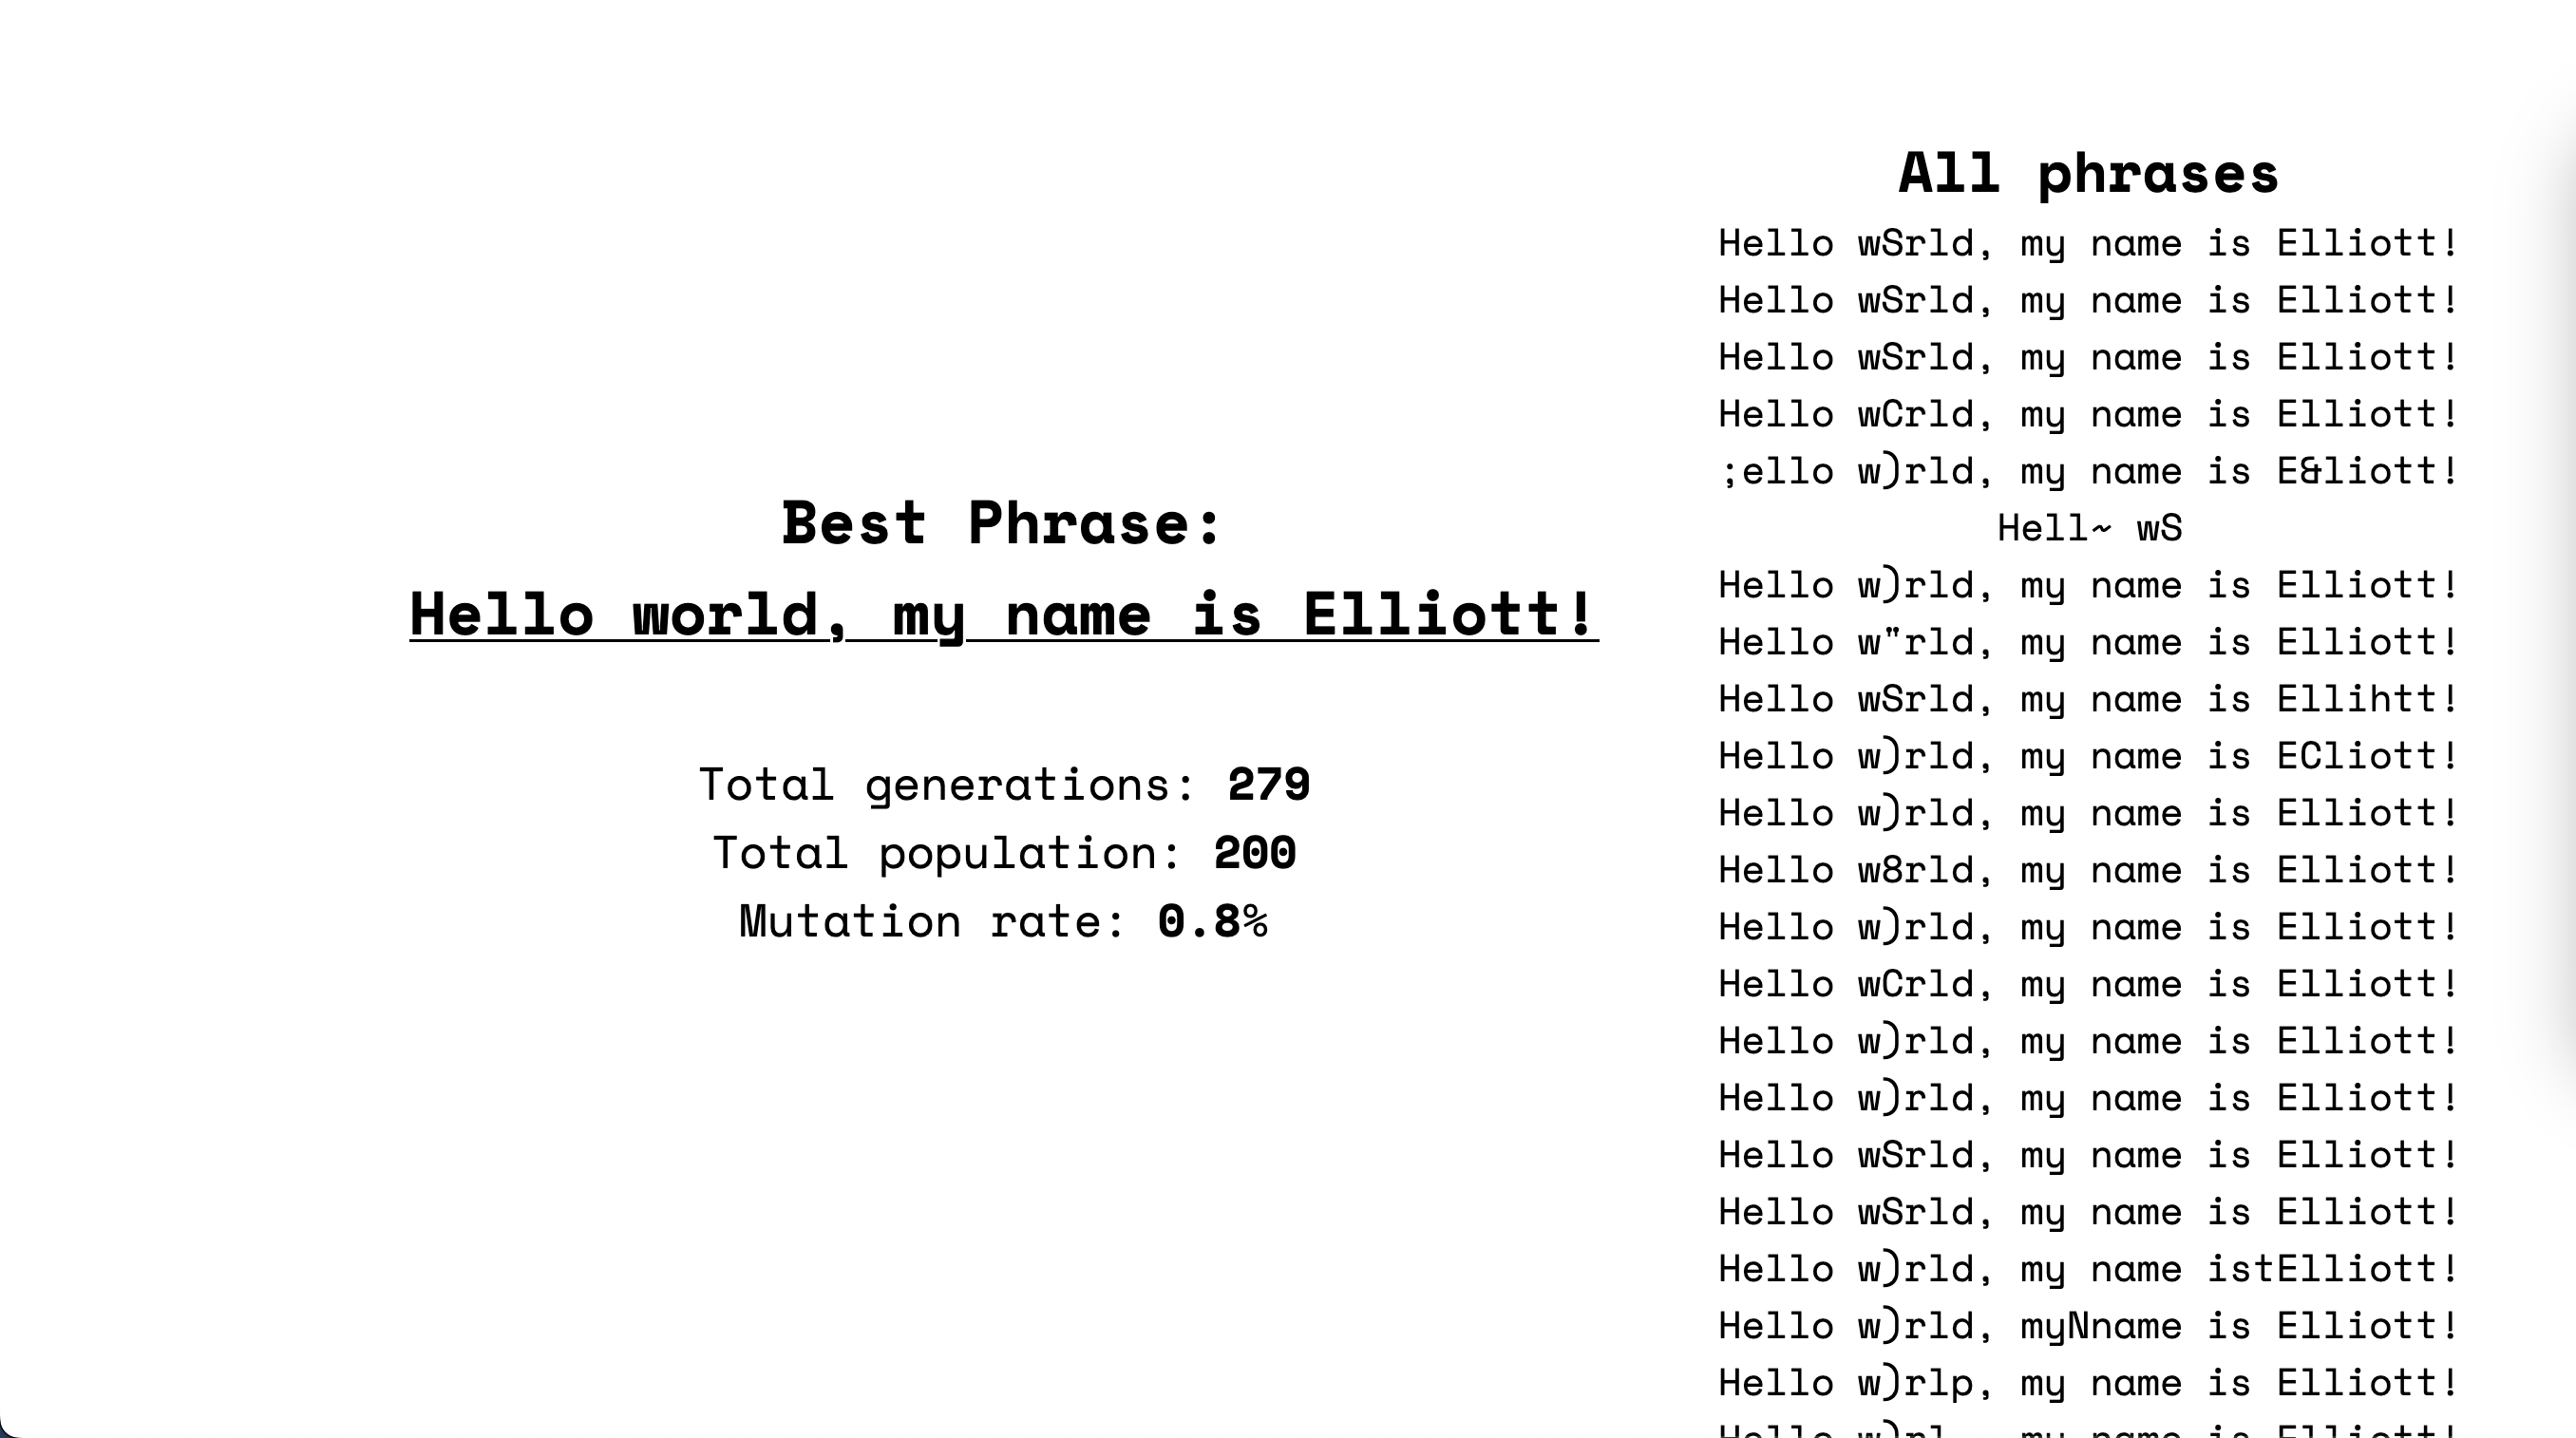 Best Phrase:
Hello world, my name is Elliott!
Total generations: 279
Total population: 200
Mutation rate: 0.8%
All phrases
Hello wSrld, my name is Elliott!
Hello wSrld, my name is Elliott!
Hello wSrld, my name is Elliott!
Hello wCrld, my name is Elliott!
;ello w)rld, my name is E&liott!
Hell~ wS
Hello w)rld, my name is Elliott!
Hello w"rld, my name is Elliott!
Hello wSrld, my name is Ellihtt!
Hello w)rld, my name is ECliott!
Hello w)rld, my name is Elliott!
Hello w8rld, my name is Elliott!
Hello w)rld, my name is Elliott!
Hello wCrld, my name is Elliott!
Hello w)rld, my name is Elliott!
Hello w)rld, my name is Elliott!
Hello wSrld, my name is Elliott!
Hello wSrld, my name is Elliott!
Hello w)rld, my name istElliott!
Hello w)rld, myNname is Elliott!
Hello w)rlp, my name is Elliott!